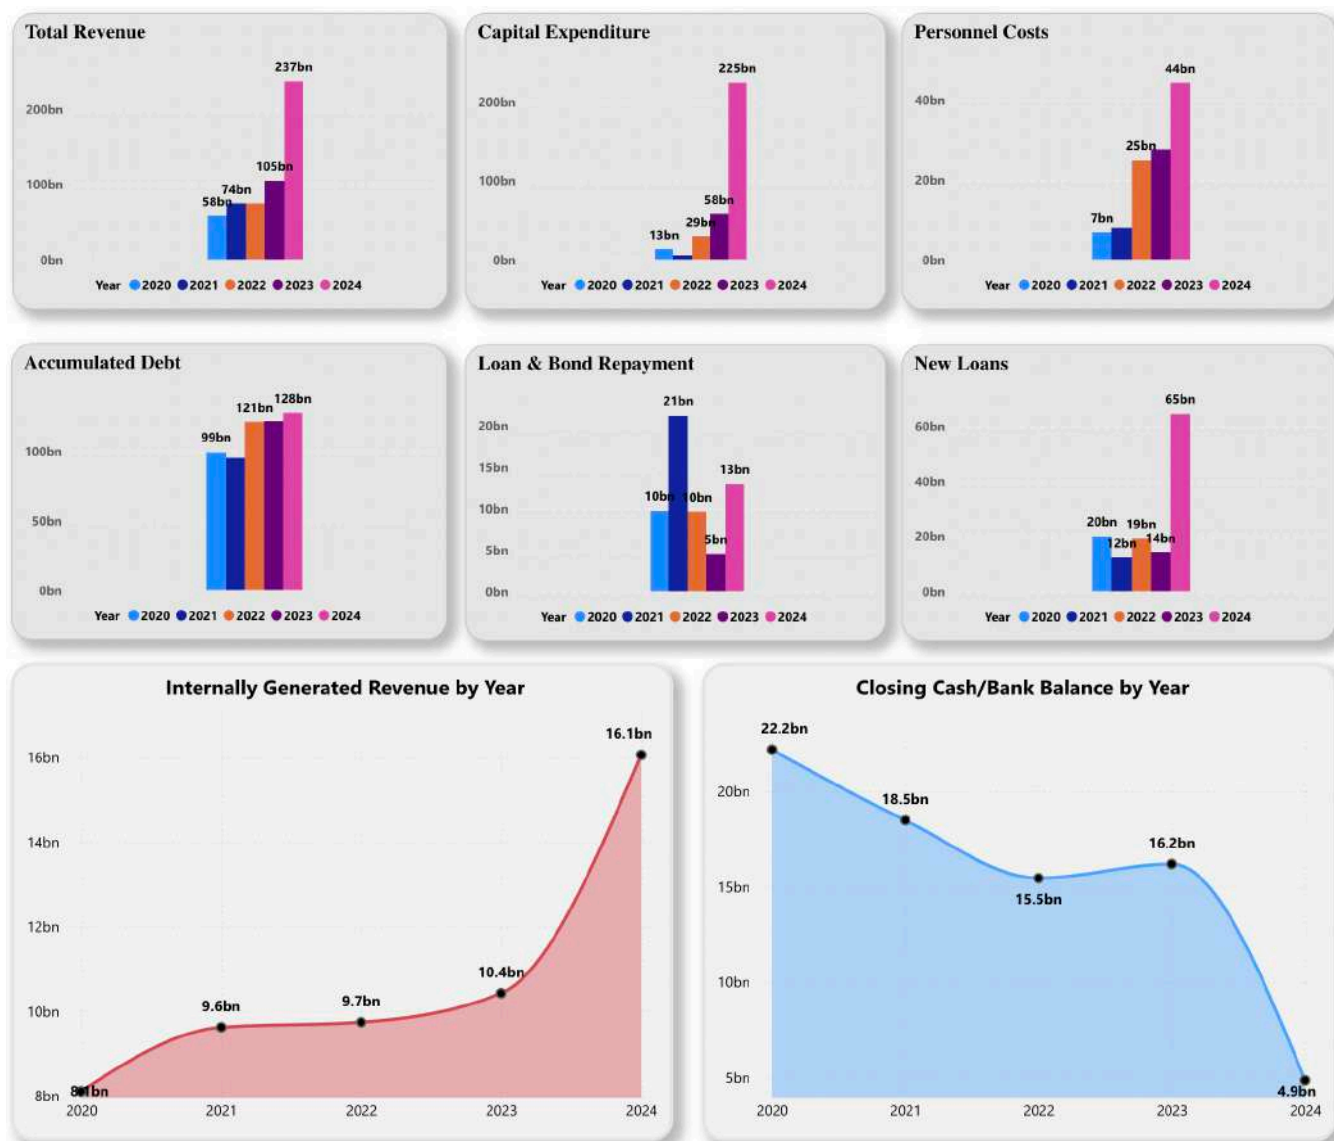 Total Revenue
237bn
200bn
105bn
100bn
74bn
58bn
0bn
Year 2020 2021 2022 2023 2024
Capital Expenditure
225bn
200bn
100bn
58bn
29bn
13bn
0bn
Year 2020 2021 2022 2023 2024
Personnel Costs
44bn
40bn
25bn
20bn
7bn
0bn
Year 2020 2021 2022 2023 2024
Accumulated Debt
128bn
121bn
99bn
100bn
50bn
0bn
Year 2020 2021 2022 2023 2024
Loan & Bond Repayment
21bn
20bn
15bn
13bn
10bn 10bn
10bn
5bn
5bn
0bn
Year 2020 2021 2022 2023 2024
New Loans
65bn
60bn
40bn
20bn 19bn
20bn
12bn 14bn
0bn
Year 2020 2021 2022 2023 2024
Internally Generated Revenue by Year
16.1bn
16bn
14bn
12bn
10.4bn
9.6bn 9.7bn
10bn
8bn 8.1bn
2020 2021 2022 2023 2024
Closing Cash/Bank Balance by Year
22.2bn
20bn
18.5bn
16.2bn
15bn
15.5bn
10bn
5bn
4.9bn
2020 2021 2022 2023 2024